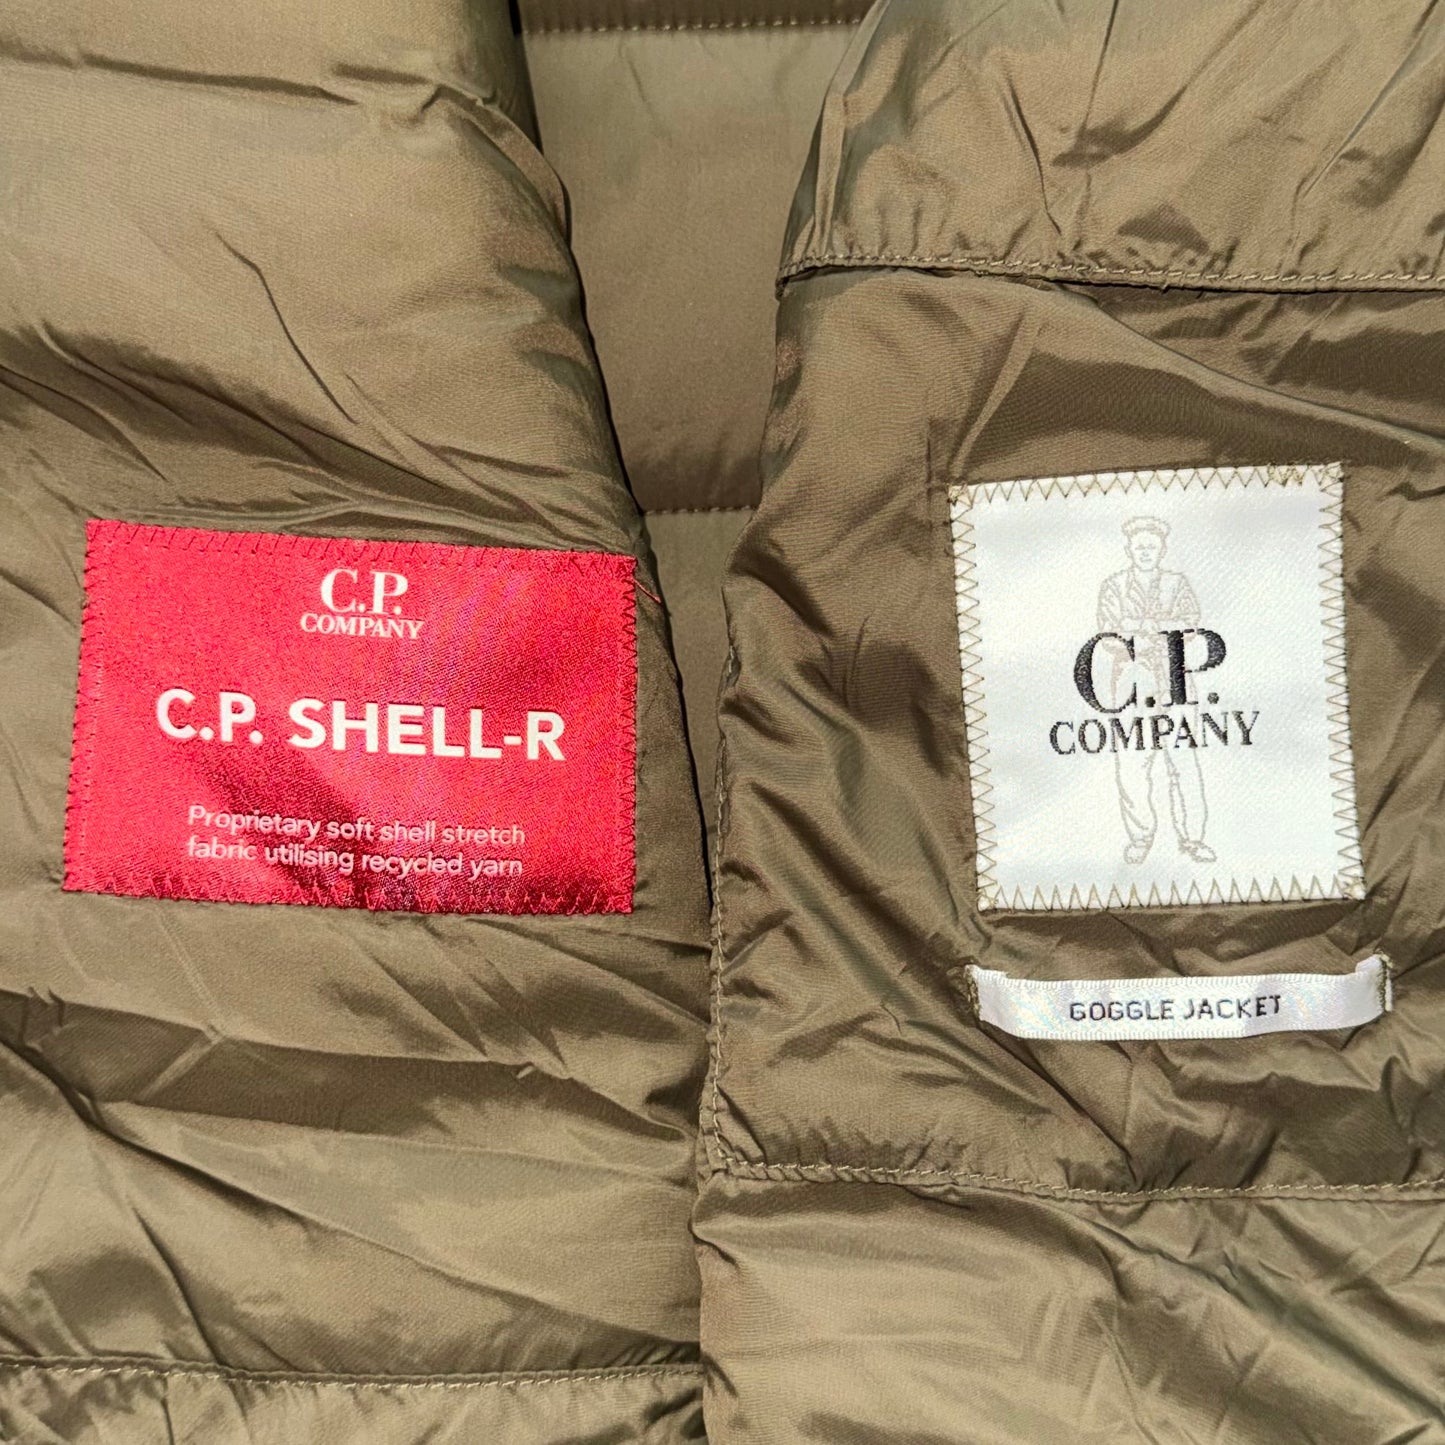 C.P.
COMPANY
C.P. SHELL-R
Proprietary soft shell stretch
fabric utilising recycled yarn
C.P.
COMPANY
GOGGLE JACKET